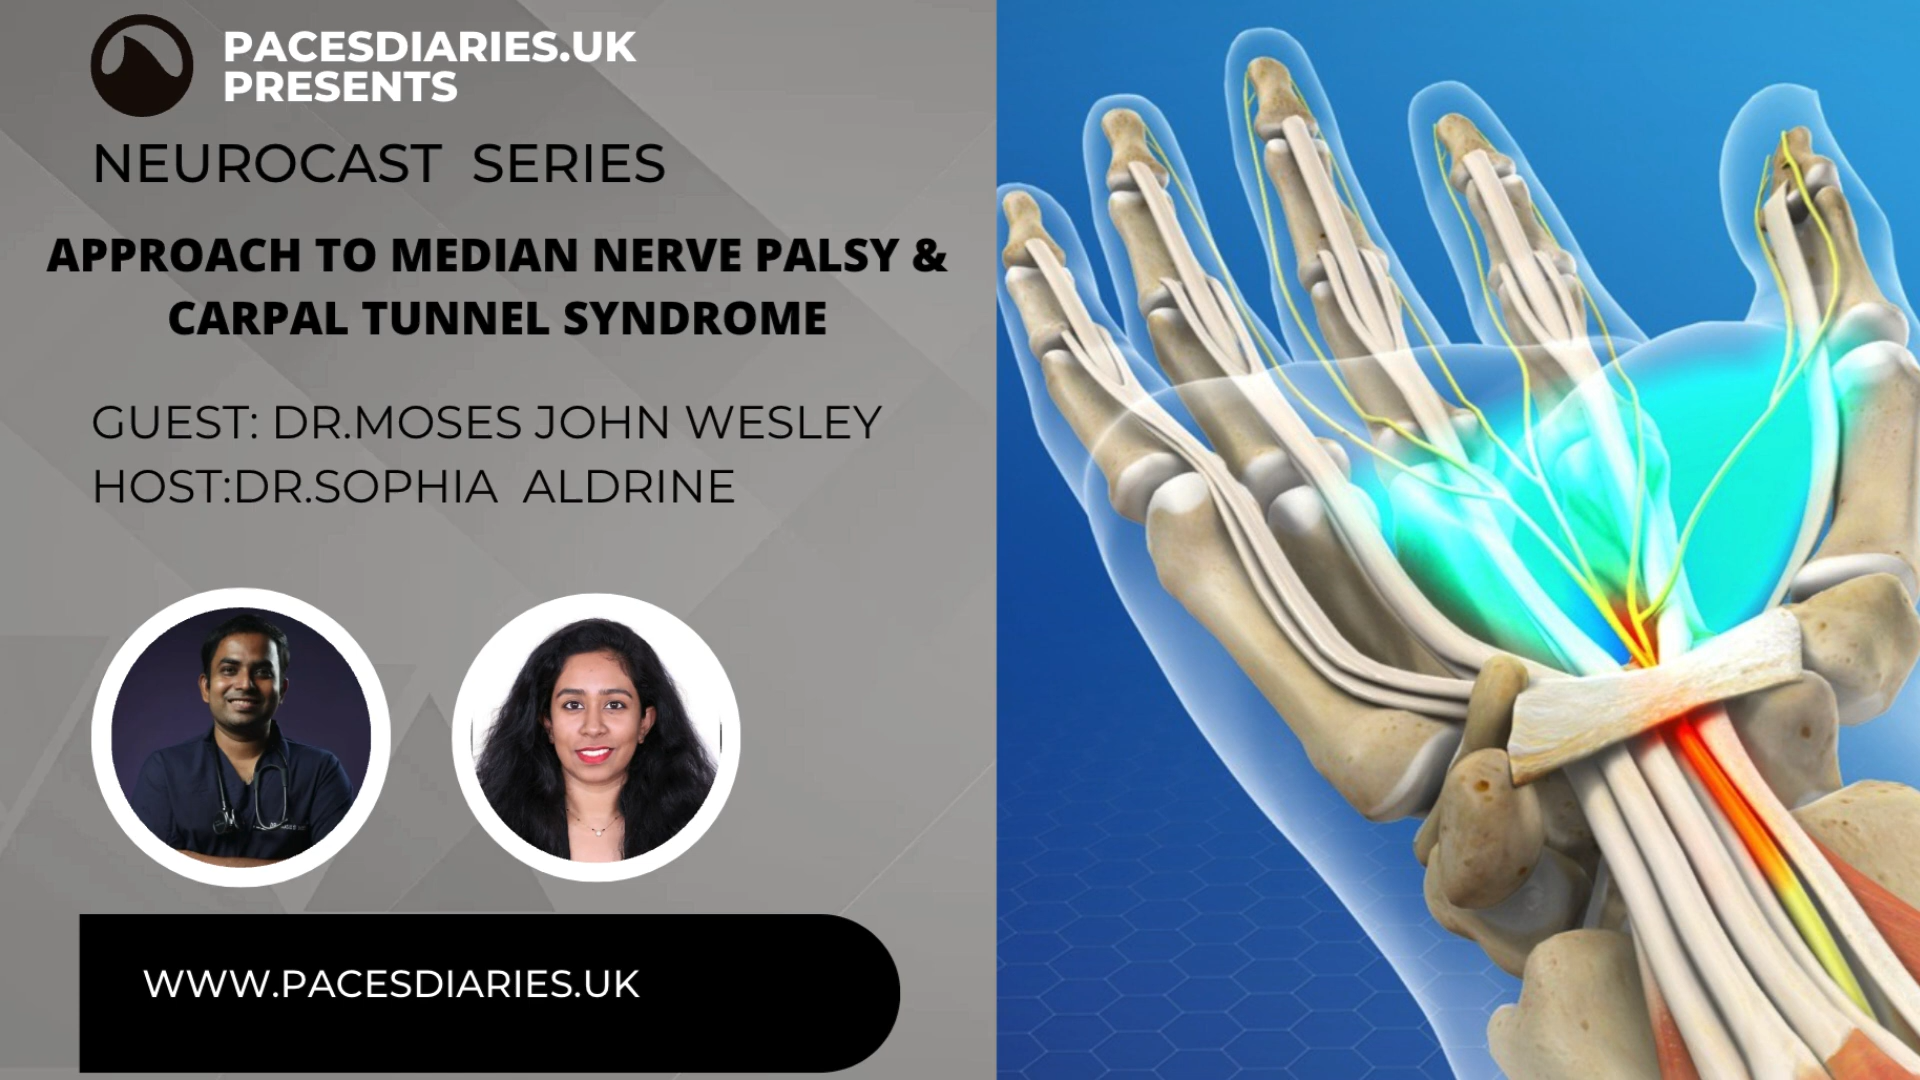 PACESDIARIES.UK
PRESENTS
NEUROCAST SERIES
APPROACH TO MEDIAN NERVE PALSY &
CARPAL TUNNEL SYNDROME
GUEST: DR.MOSES JOHN WESLEY
HOST:DR.SOPHIA ALDRINE
WWW.PACESDIARIES.UK